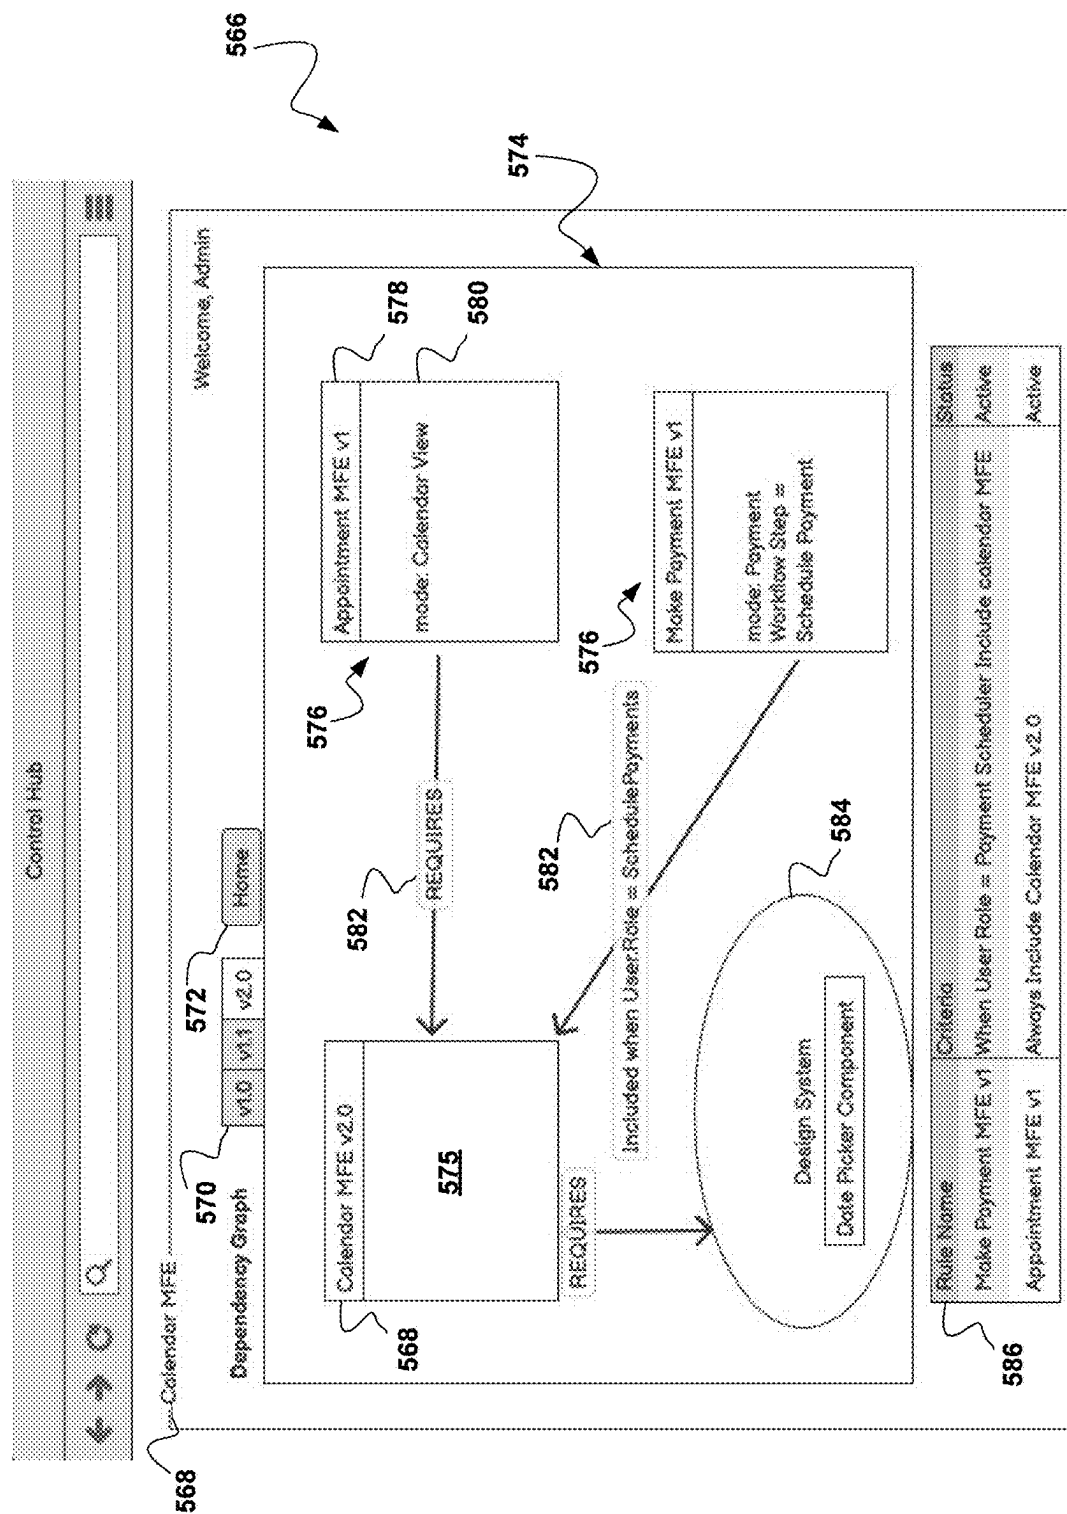 Control Hub
566
568
Calendar MFE
Welcome, Admin
570
572
574
Dependency Graph
v1.0
v1.1
v2.0
Home
568
Calendar MFE v2.0
575
582
REQUIRES
576
Appointment MFE v1
mode: Calendar View
578
580
REQUIRES
582
Included when User.Role = SchedulePayments
576
Make Payment MFE v1
mode: Payment
Workflow Step =
Schedule Payment
584
Design System
Date Picker Component
586
Rule Name Criteria Status
Make Payment MFE v1 When User Role = Payment Scheduler Include calendar MFE Active
Appointment MFE v1 Always Include Calendar MFE v2.0 Active